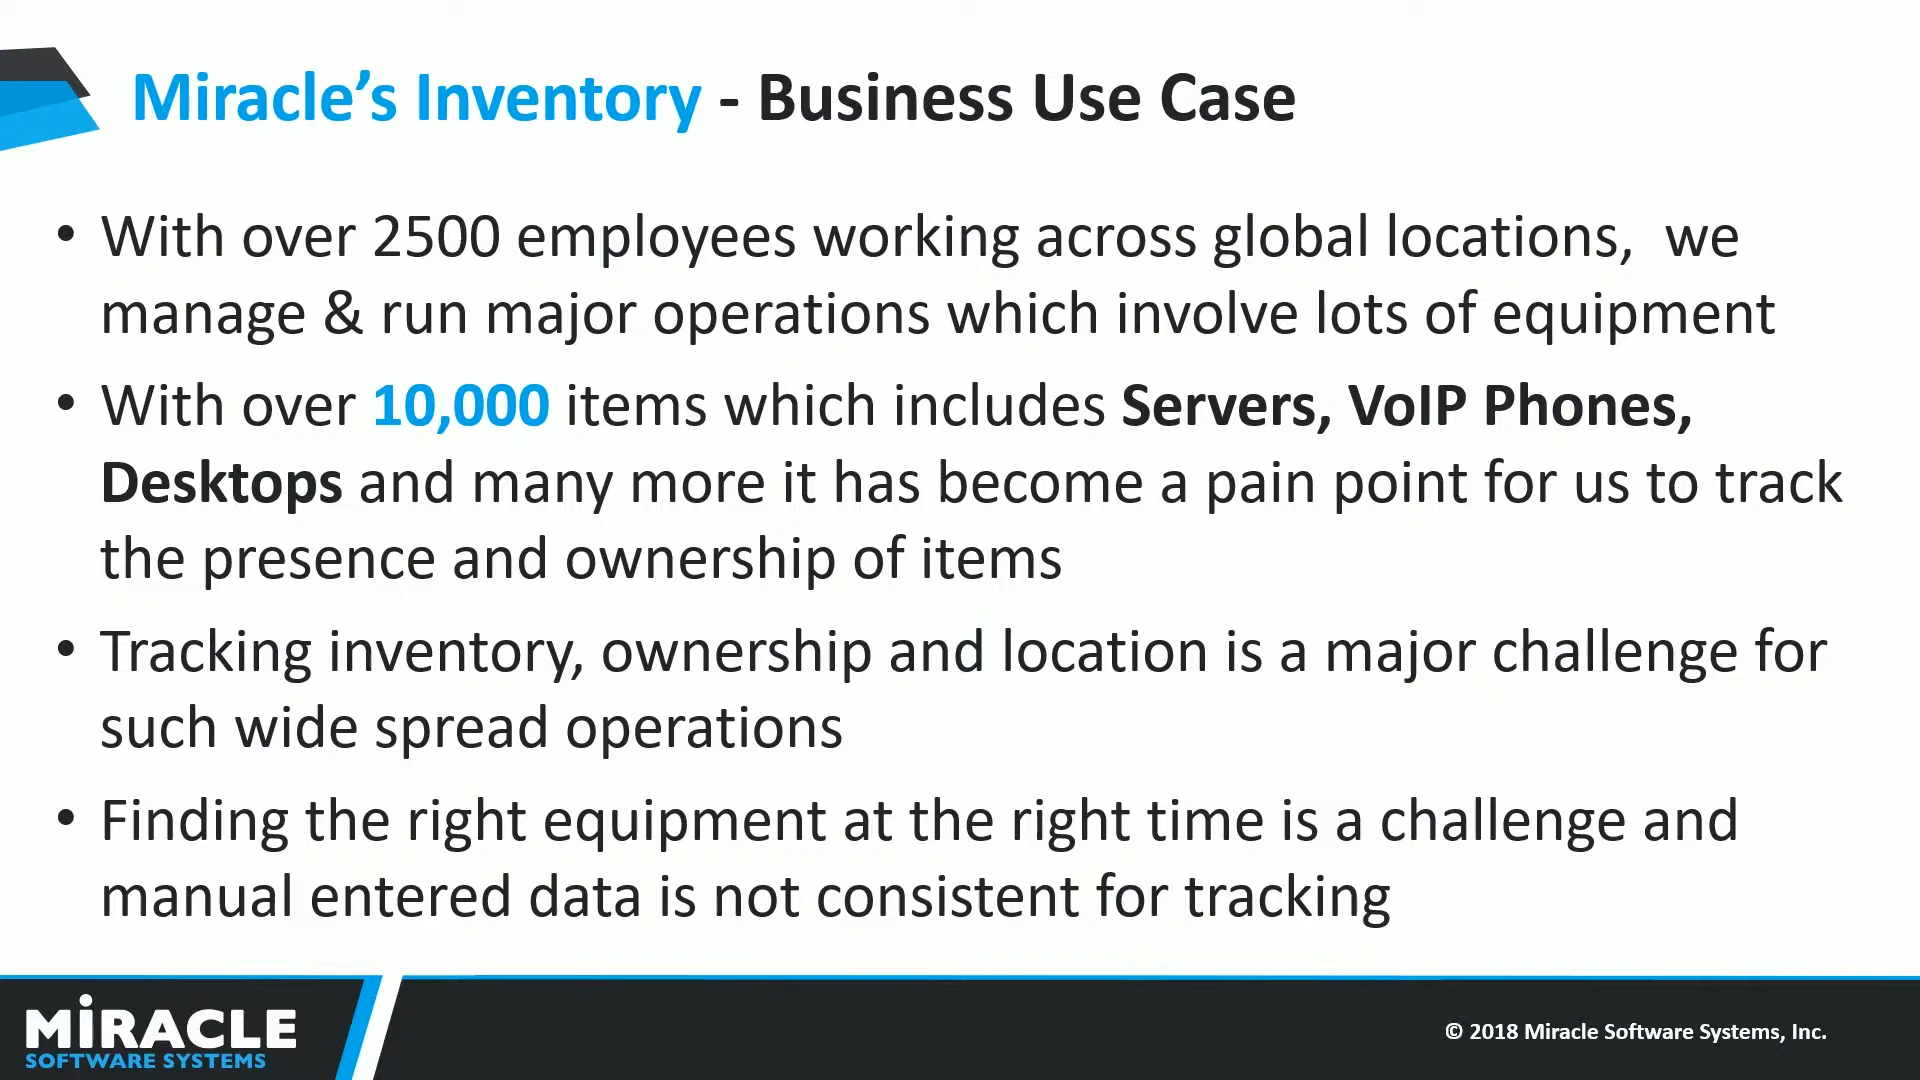 Miracle’s Inventory - Business Use Case
• With over 2500 employees working across global locations,  we
manage & run major operations which involve lots of equipment
• With over 10,000 items which includes Servers, VoIP Phones,
Desktops and many more it has become a pain point for us to track
the presence and ownership of items
• Tracking inventory, ownership and location is a major challenge for
such wide spread operations
• Finding the right equipment at the right time is a challenge and
manual entered data is not consistent for tracking
MiRACLE
SOFTWARE SYSTEMS
© 2018 Miracle Software Systems, Inc.